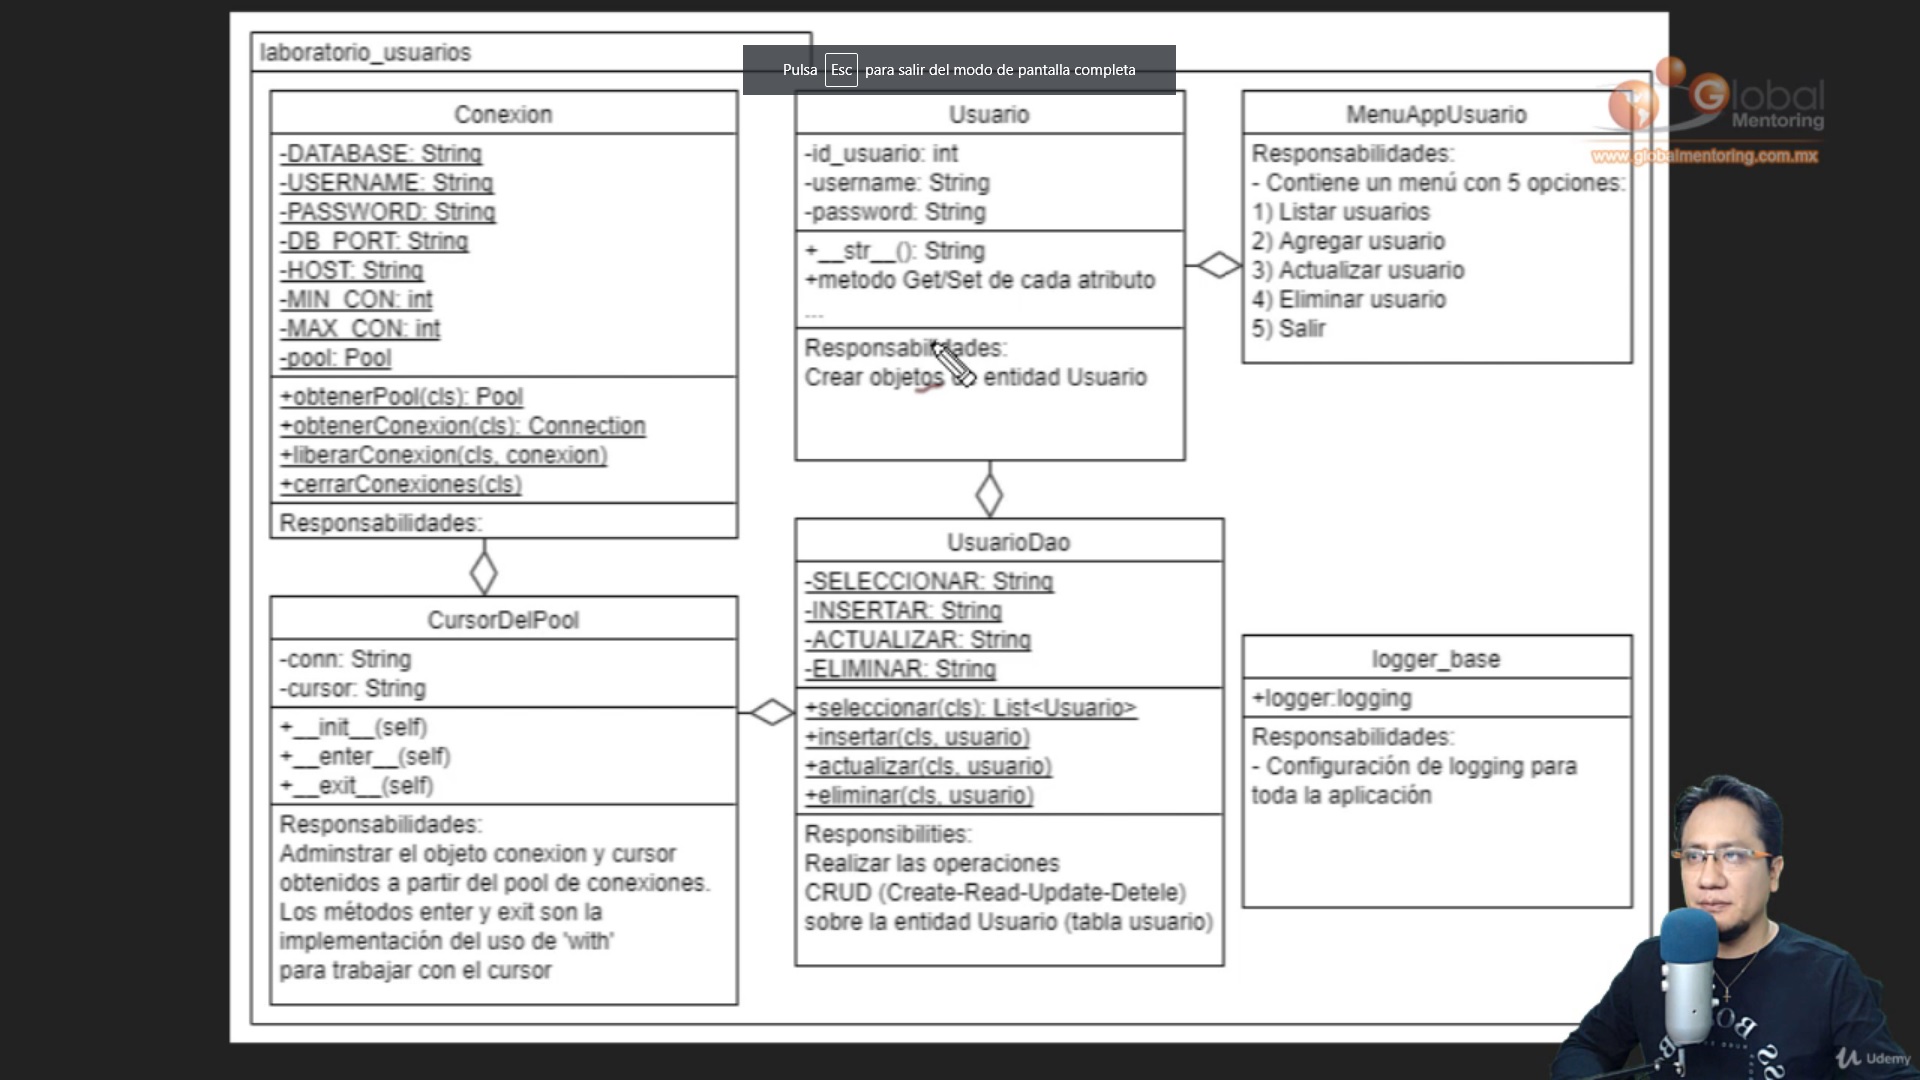 laboratorio_usuarios
Pulsa Esc para salir del modo de pantalla completa
Global
Mentoring
www.globalmentoring.com.mx
Conexion
-DATABASE: String
-USERNAME: String
-PASSWORD: String
-DB_PORT: String
-HOST: String
-MIN_CON: int
-MAX_CON: int
-pool: Pool
+obtenerPool(cls): Pool
+obtenerConexion(cls): Connection
+liberarConexion(cls, conexion)
+cerrarConexiones(cls)
Responsabilidades:
Usuario
-id_usuario: int
-username: String
-password: String
+__str__(): String
+metodo Get/Set de cada atributo
...
Responsabilidades:
Crear objetos entidad Usuario
MenuAppUsuario
Responsabilidades:
- Contiene un menú con 5 opciones:
1) Listar usuarios
2) Agregar usuario
3) Actualizar usuario
4) Eliminar usuario
5) Salir
CursorDelPool
-conn: String
-cursor: String
+__init__(self)
+__enter__(self)
+__exit__(self)
Responsabilidades:
Adminstrar el objeto conexion y cursor
obtenidos a partir del pool de conexiones.
Los métodos enter y exit son la
implementación del uso de 'with'
para trabajar con el cursor
UsuarioDao
-SELECCIONAR: String
-INSERTAR: String
-ACTUALIZAR: String
-ELIMINAR: String
+seleccionar(cls): List<Usuario>
+insertar(cls, usuario)
+actualizar(cls, usuario)
+eliminar(cls, usuario)
Responsibilities:
Realizar las operaciones
CRUD (Create-Read-Update-Detele)
sobre la entidad Usuario (tabla usuario)
logger_base
+logger:logging
Responsabilidades:
- Configuración de logging para
toda la aplicación
Udemy